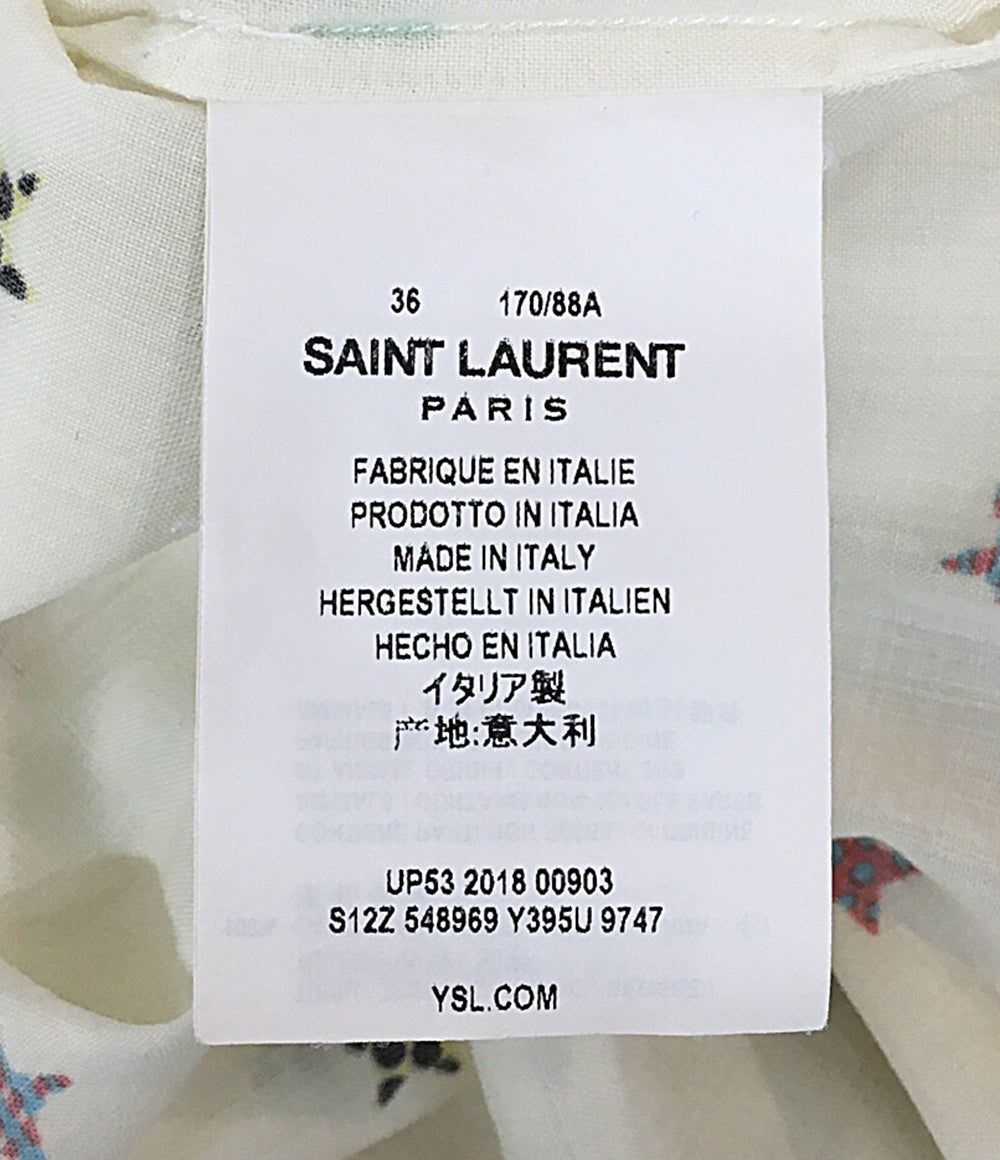 36 170/88A
SAINT LAURENT
PARIS
FABRIQUE EN ITALIE
PRODOTTO IN ITALIA
MADE IN ITALY
HERGESTELLT IN ITALIEN
HECHO EN ITALIA
イタリア製
产地:意大利
UP53 2018 00903
S12Z 548969 Y395U 9747
YSL.COM